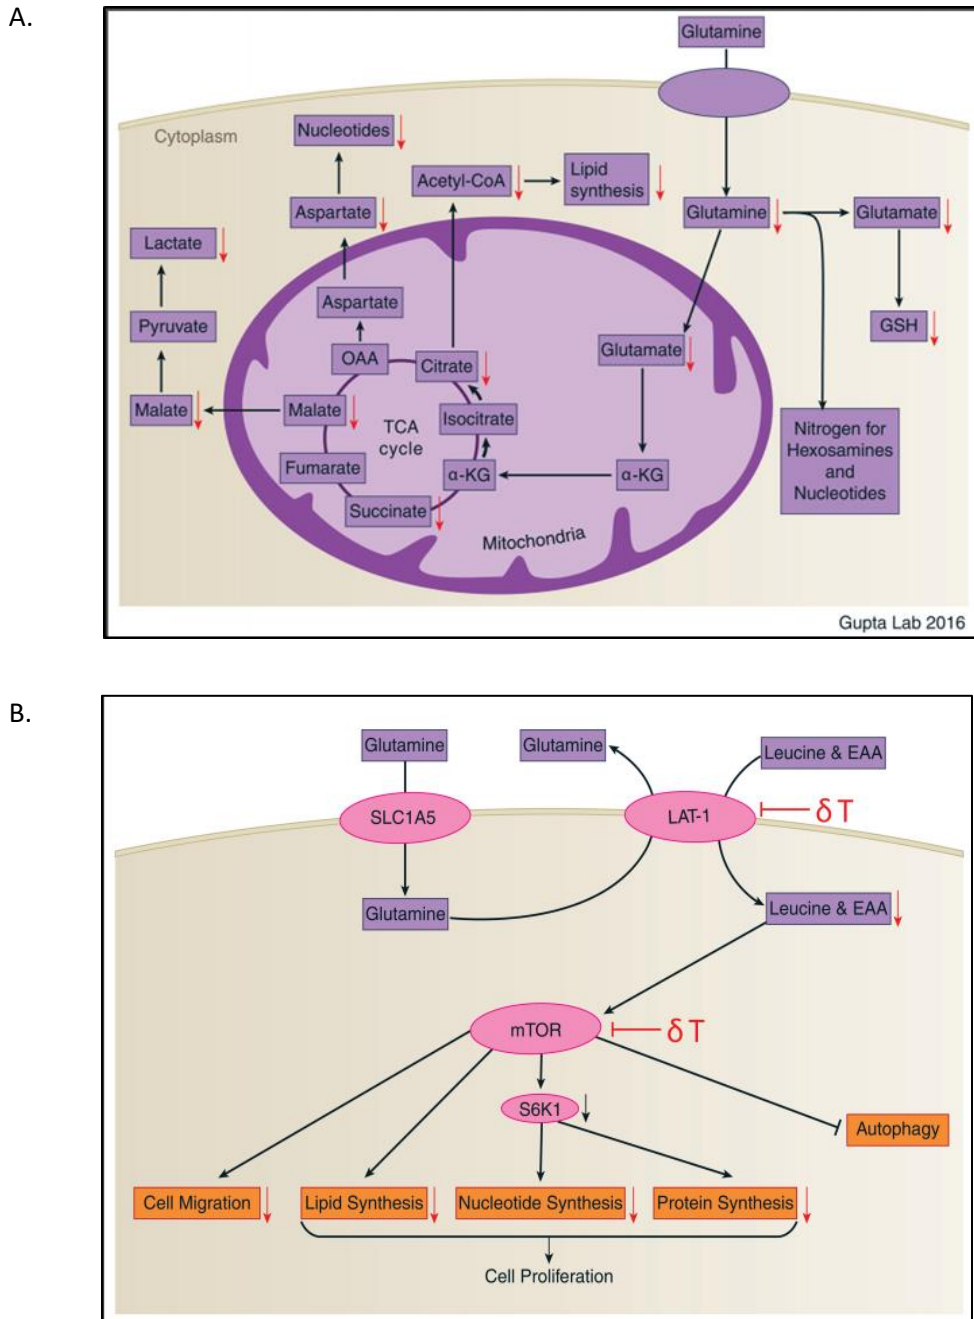 A.
Glutamine
Cytoplasm
Nucleotides
Acetyl-CoA
Lipid
synthesis
Aspartate
Glutamine
Glutamate
Lactate
Aspartate
Pyruvate
GSH
OAA
Citrate
Glutamate
Malate
Malate
TCA
cycle
Isocitrate
Nitrogen for
Hexosamines
and
Nucleotides
Fumarate
α-KG
α-KG
Succinate
Mitochondria
Gupta Lab 2016
B.
Glutamine
Glutamine
Leucine & EAA
SLC1A5
LAT-1
δ T
Glutamine
Leucine & EAA
mTOR
δ T
S6K1
Autophagy
Cell Migration
Lipid Synthesis
Nucleotide Synthesis
Protein Synthesis
Cell Proliferation